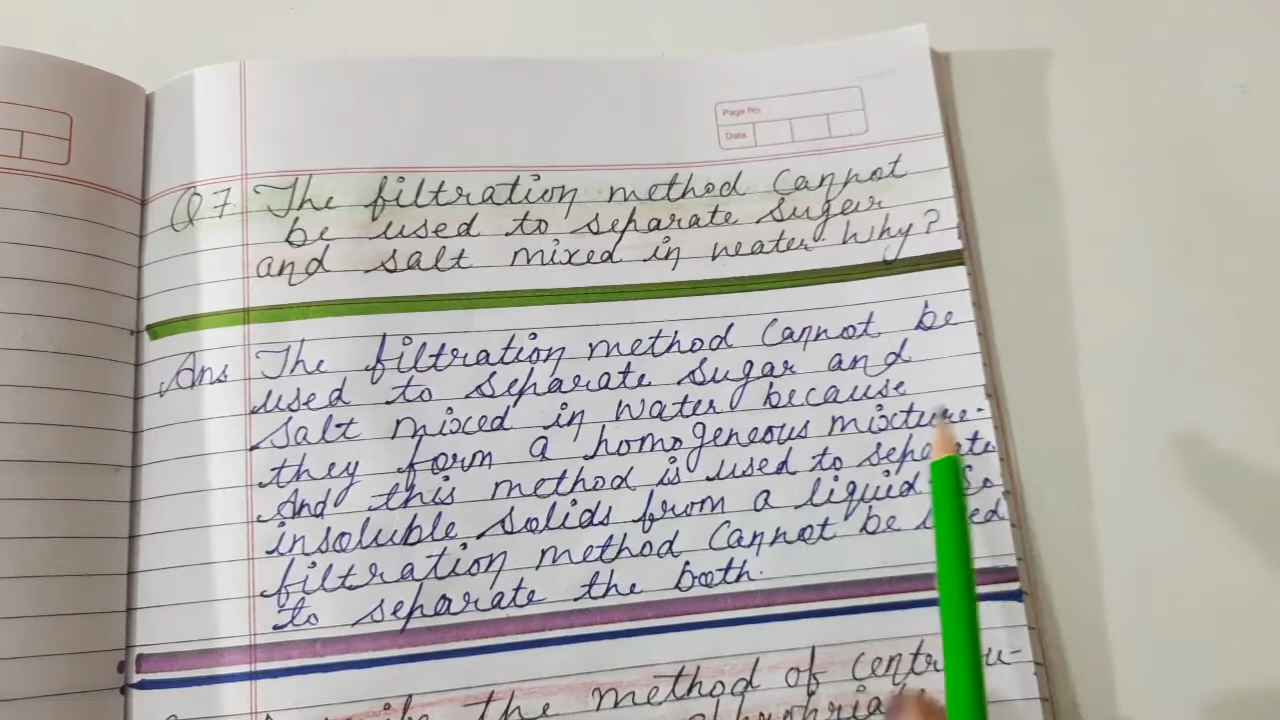 Page No.
Date.
Q7 The filtration method cannot
be used to separate sugar
and salt mixed in water. Why?
Ans The filtration method cannot be
used to separate sugar and
salt mixed in water because
they form a homogeneous mixture.
And this method is used to separate
insoluble solids from a liquid. So
filtration method cannot be used
to separate the both.
the method of centrifu-